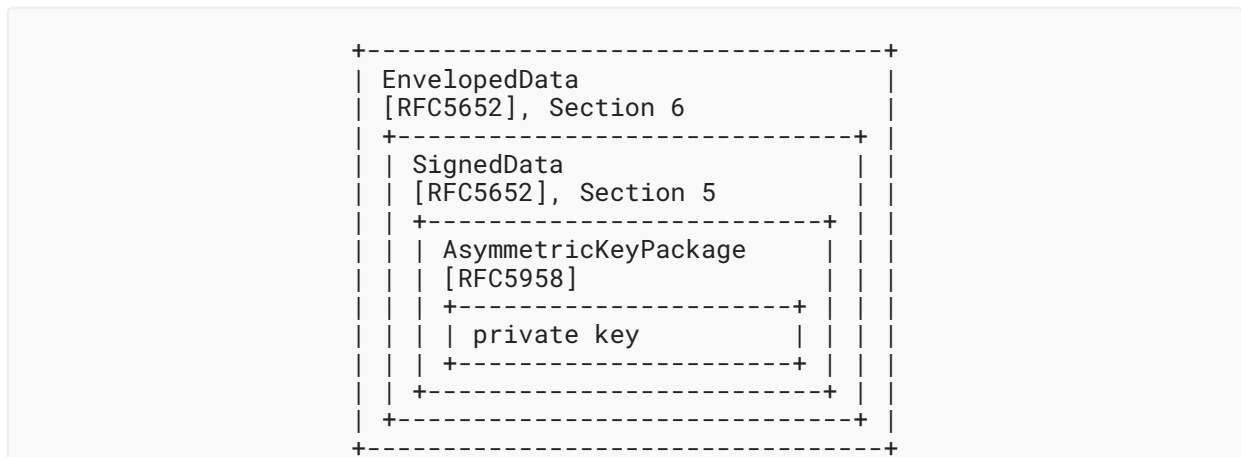 +----------------------------------+
| EnvelopedData                    |
| [RFC5652], Section 6             |
| +------------------------------+ |
| | SignedData                   | |
| | [RFC5652], Section 5         | |
| | +--------------------------+ | |
| | | AsymmetricKeyPackage     | | |
| | | [RFC5958]                | | |
| | | +----------------------+ | | |
| | | | private key          | | | |
| | | +----------------------+ | | |
| | +--------------------------+ | |
| +------------------------------+ |
+----------------------------------+